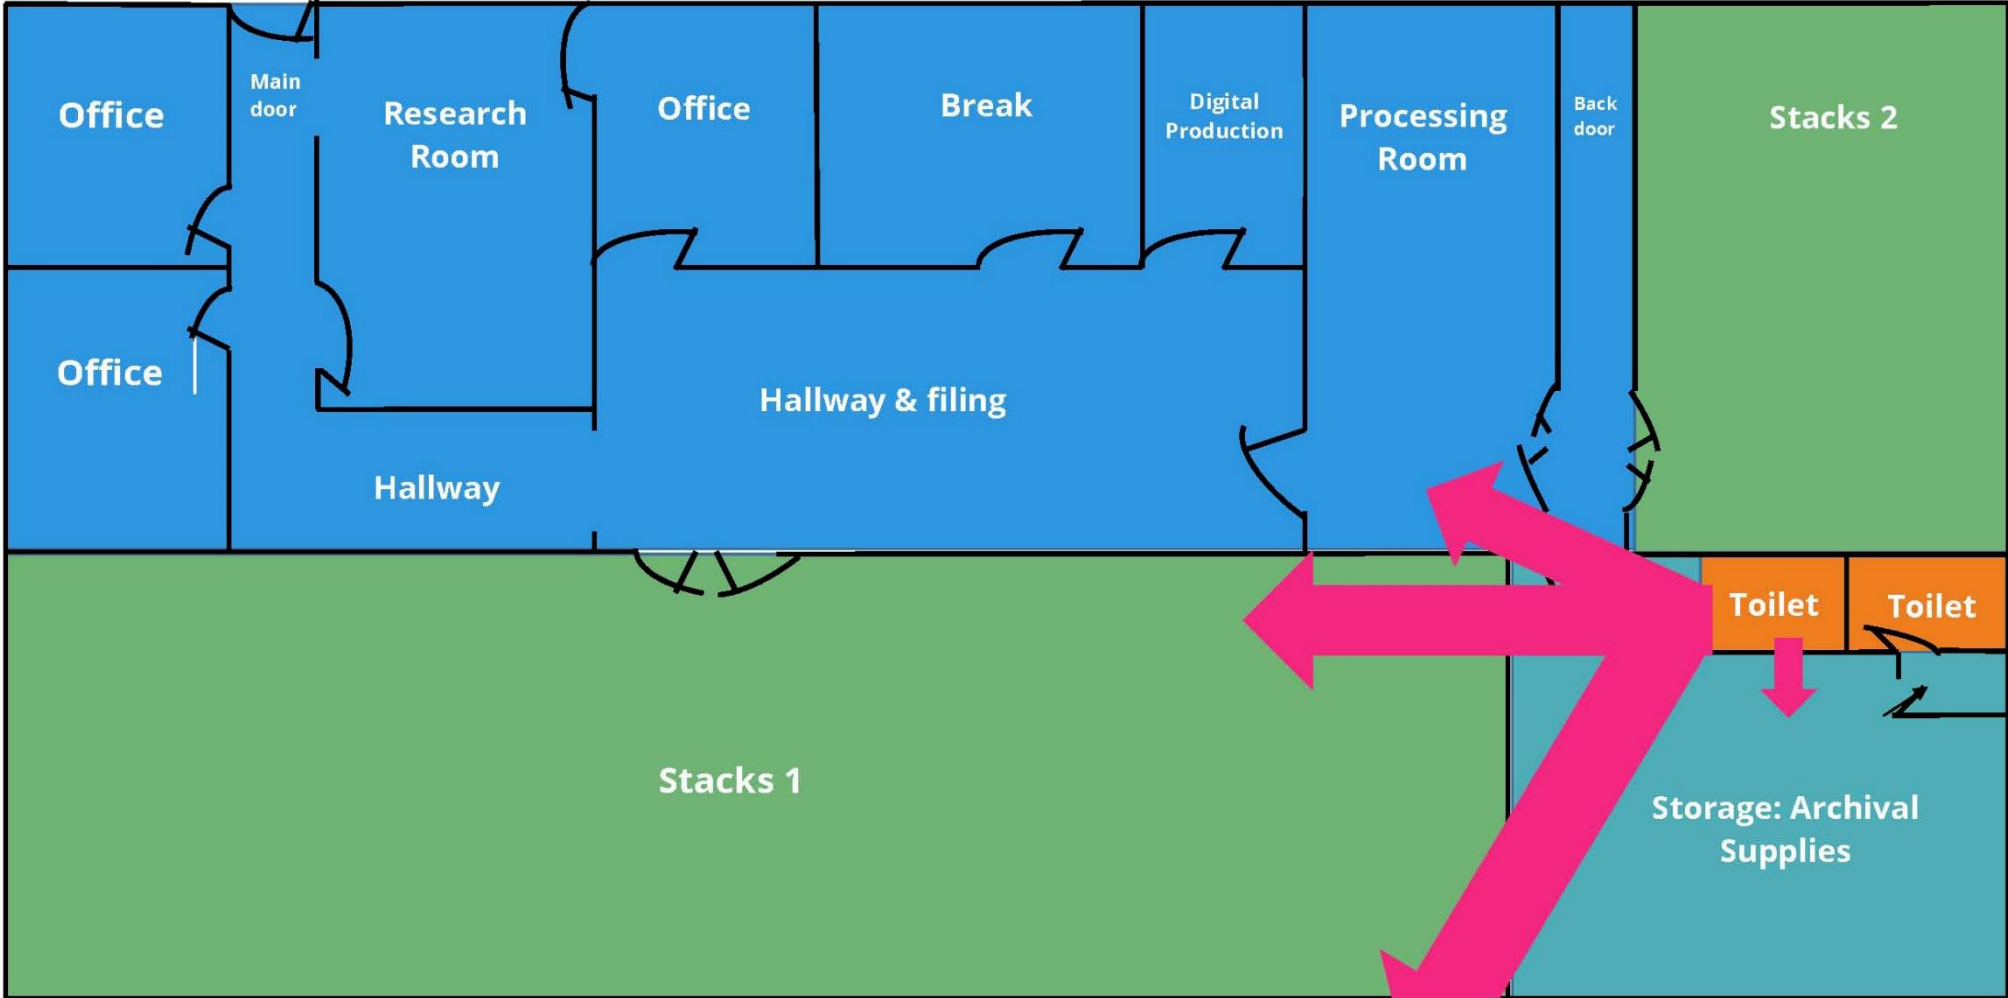 Office
Main
door
Research
Room
Office
Break
Digital
Production
Processing
Room
Back
door
Stacks 2
Office
Hallway & filing
Hallway
Toilet
Toilet
Stacks 1
Storage: Archival
Supplies